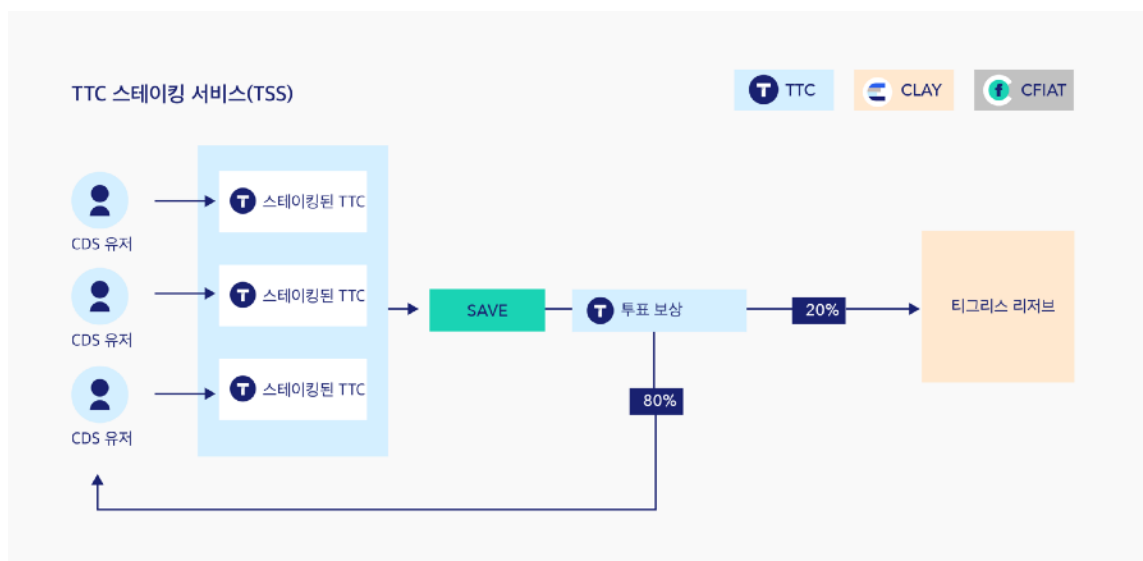 TTC 스테이킹 서비스(TSS)
TTC
CLAY
CFIAT
스테이킹된 TTC
CDS 유저
스테이킹된 TTC
CDS 유저
SAVE
투표 보상
20%
티그리스 리저브
스테이킹된 TTC
CDS 유저
80%